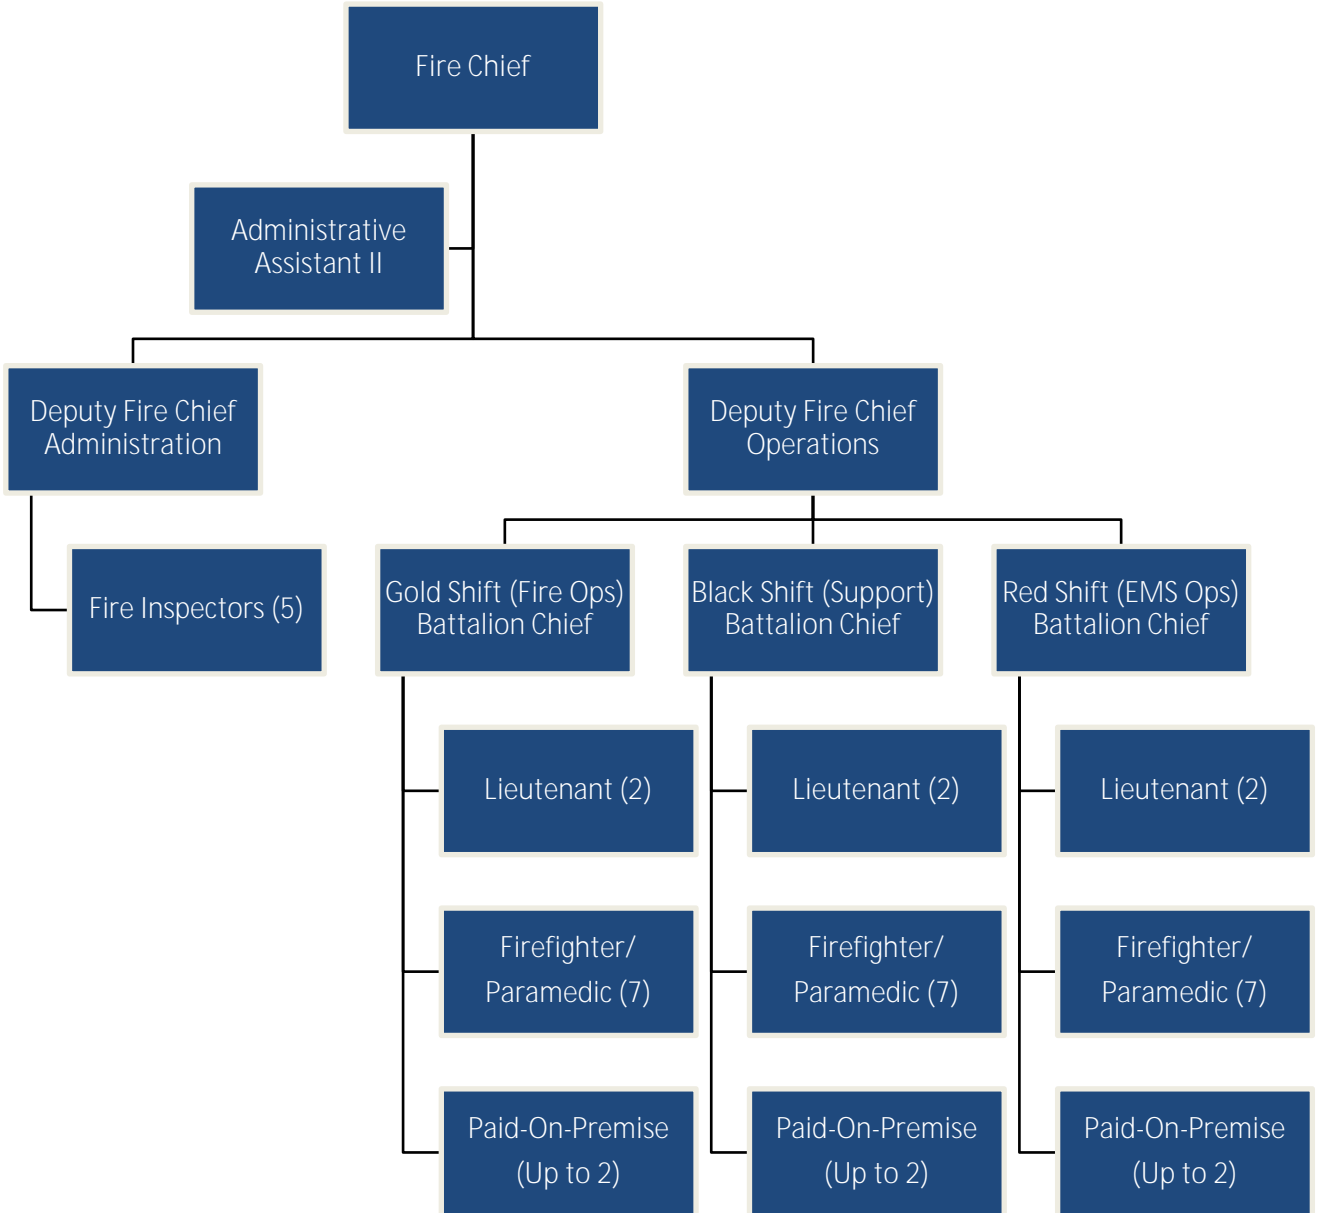 Fire Chief
Administrative
Assistant II
Deputy Fire Chief
Administration
Deputy Fire Chief
Operations
Fire Inspectors (5)
Gold Shift (Fire Ops)
Battalion Chief
Black Shift (Support)
Battalion Chief
Red Shift (EMS Ops)
Battalion Chief
Lieutenant (2)
Lieutenant (2)
Lieutenant (2)
Firefighter/
Paramedic (7)
Firefighter/
Paramedic (7)
Firefighter/
Paramedic (7)
Paid-On-Premise
(Up to 2)
Paid-On-Premise
(Up to 2)
Paid-On-Premise
(Up to 2)